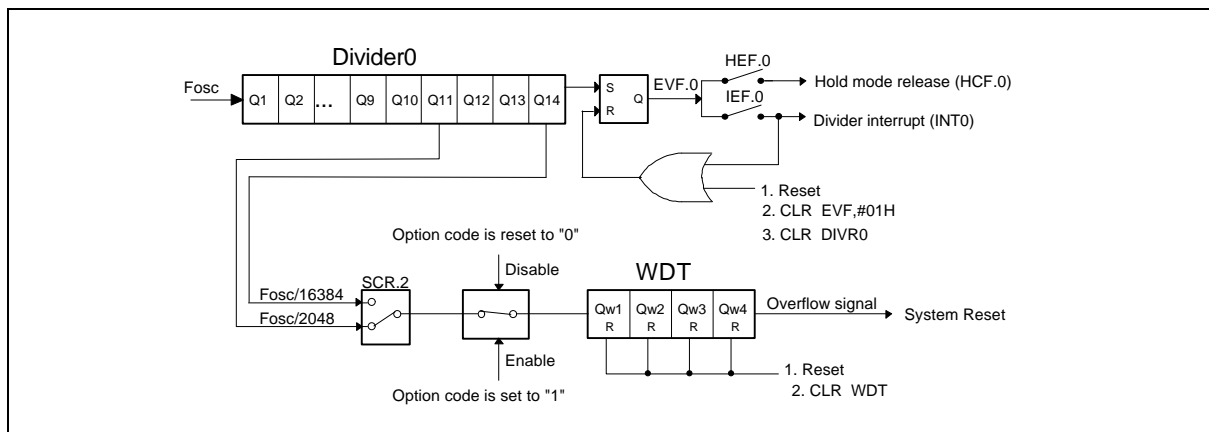 Divider0
Fosc
Q1 Q2 ... Q9 Q10 Q11 Q12 Q13 Q14
S
R
Q
EVF.0
HEF.0
IEF.0
Hold mode release (HCF.0)
Divider interrupt (INT0)
1. Reset
2. CLR EVF,#01H
3. CLR DIVR0
Option code is reset to "0"
Disable
Fosc/16384
Fosc/2048
SCR.2
Enable
Option code is set to "1"
WDT
Qw1 Qw2 Qw3 Qw4
R R R R
Overflow signal
System Reset
1. Reset
2. CLR WDT